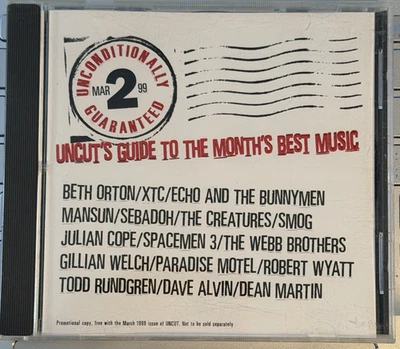 UNCONDITIONALLY
MAR 2 99
GUARANTEED
UNCUT'S GUIDE TO THE MONTH'S BEST MUSIC
BETH ORTON/XTC/ECHO AND THE BUNNYMEN
MANSUN/SEBADOH/THE CREATURES/SMOG
JULIAN COPE/SPACEMEN 3/THE WEBB BROTHERS
GILLIAN WELCH/PARADISE MOTEL/ROBERT WYATT
TODD RUNDGREN/DAVE ALVIN/DEAN MARTIN
Promotional copy, free with the March 1999 issue of UNCUT. Not to be sold separately